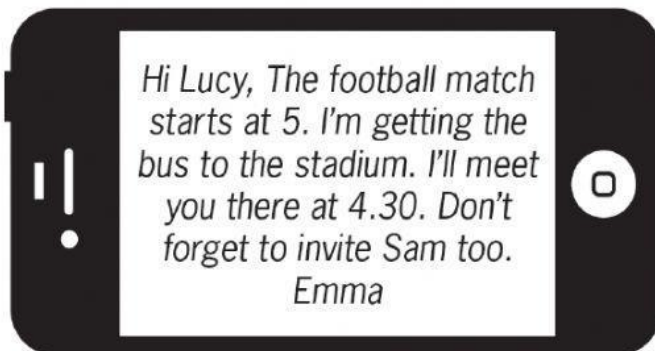 Hi Lucy, The football match
starts at 5. I'm getting the
bus to the stadium. I'll meet
you there at 4.30. Don't
forget to invite Sam too.
Emma